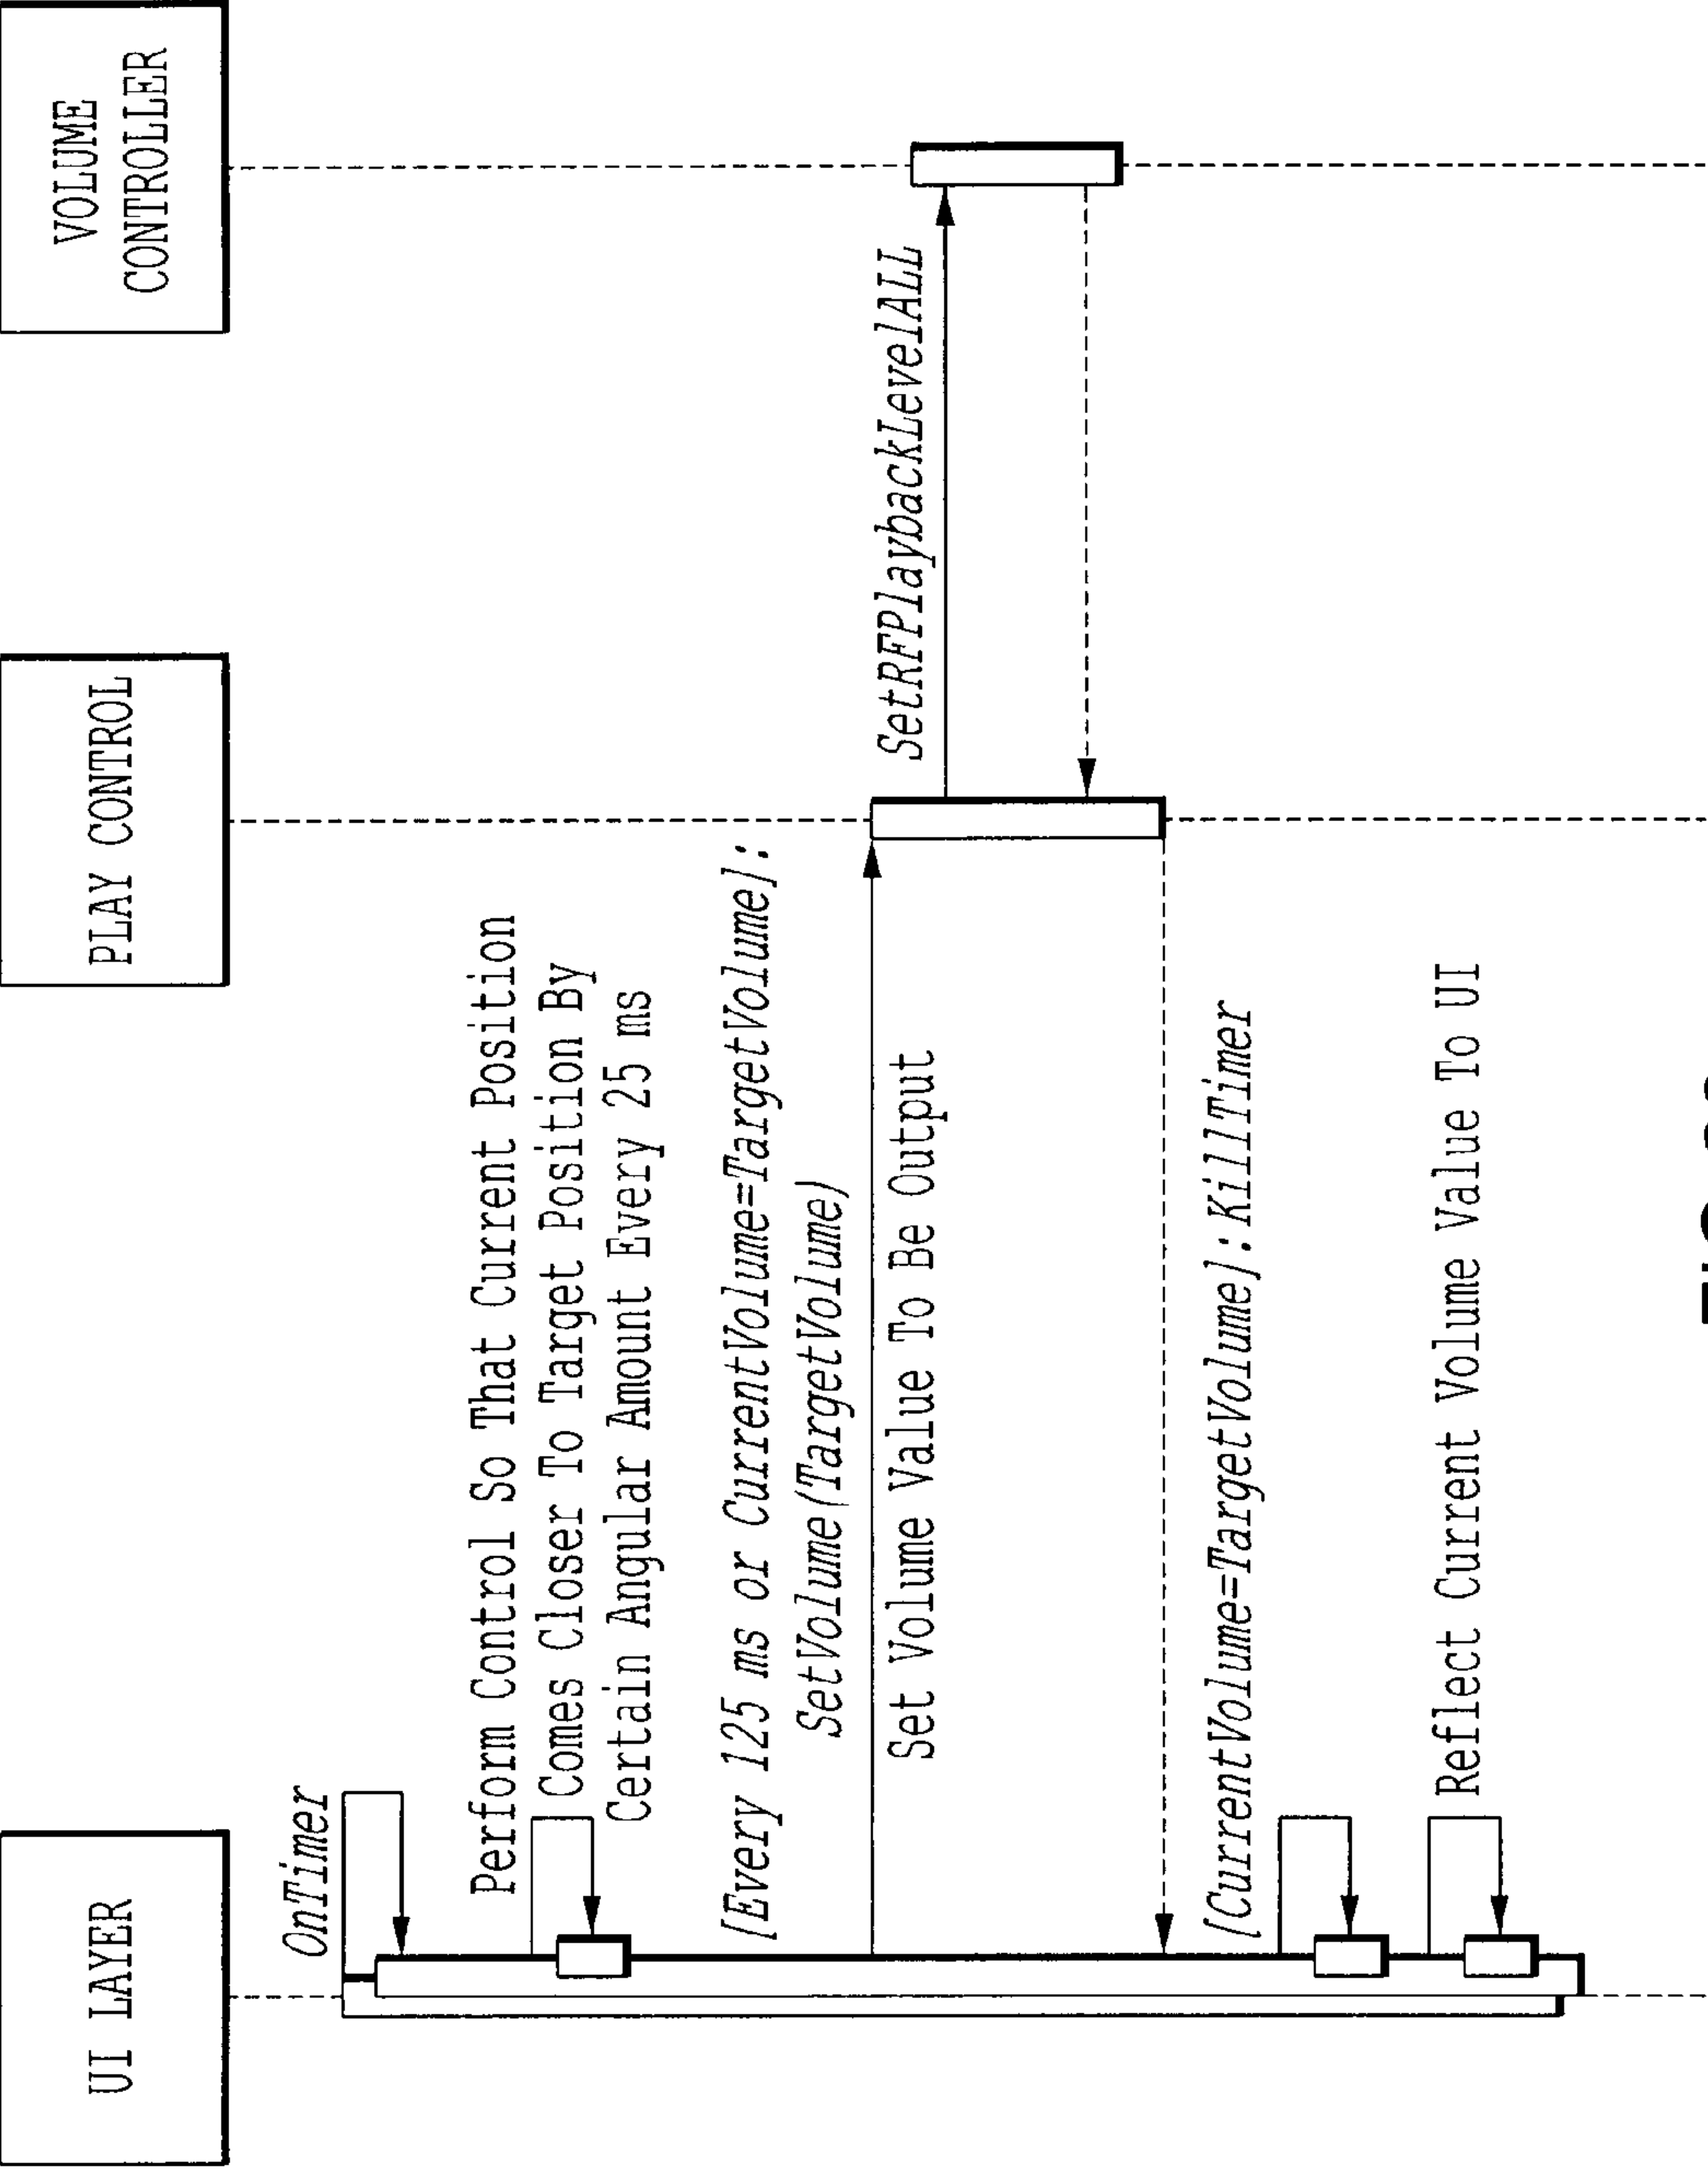 UI LAYER
PLAY CONTROL
VOLUME
CONTROLLER
OnTimer
Perform Control So That Current Position
Comes Closer To Target Position By
Certain Angular Amount Every 25 ms
[Every 125 ms or CurrentVolume=TargetVolume]:
SetVolume(TargetVolume)
Set Volume Value To Be Output
SetRFPlaybackLevelALL
[CurrentVolume=TargetVolume]:KillTimer
Reflect Current Volume Value To UI